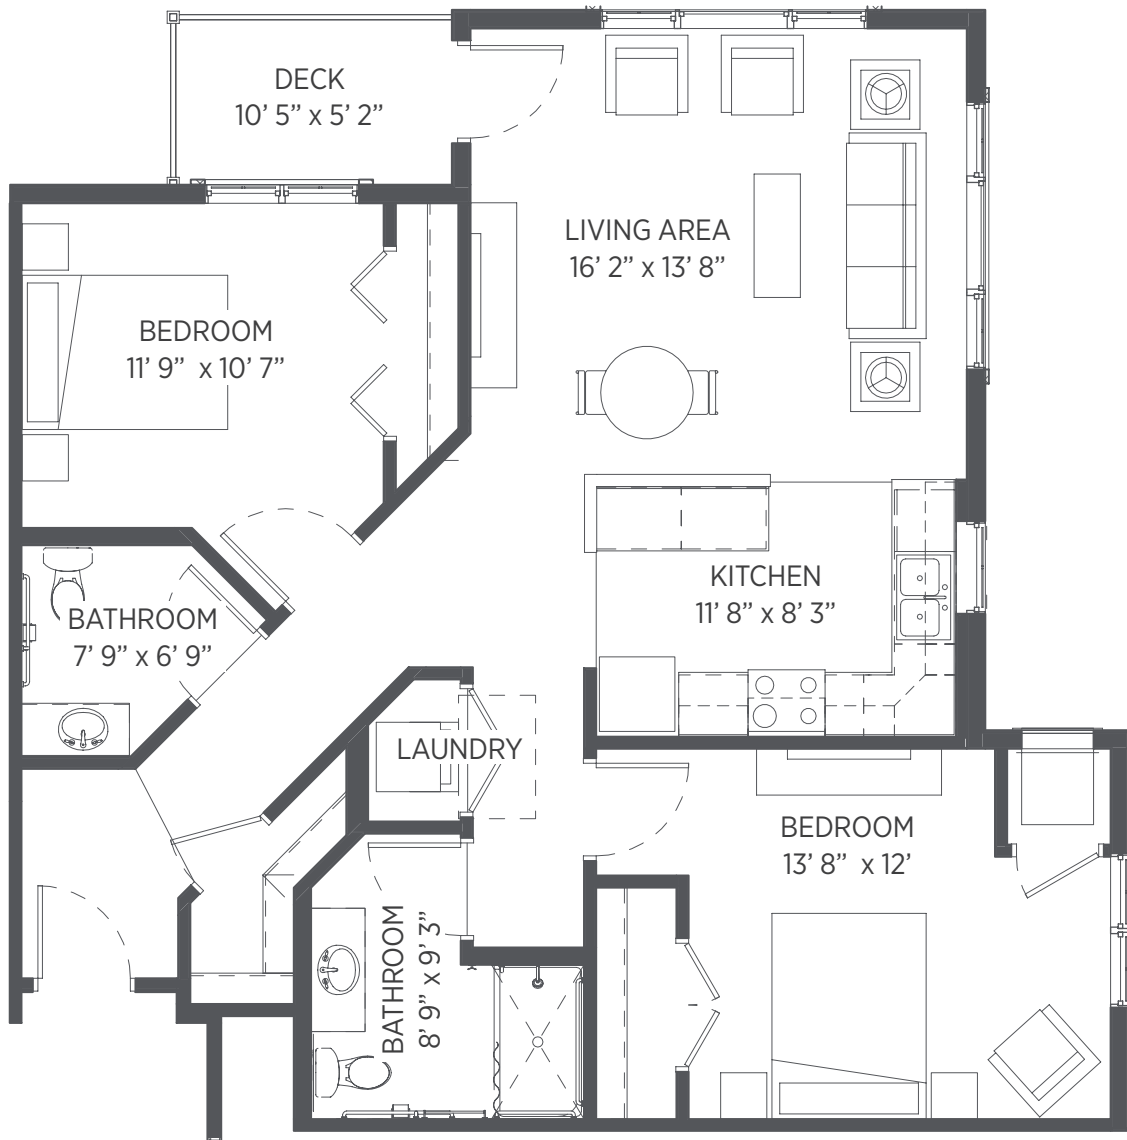 DECK
10’ 5” x 5’ 2”
LIVING AREA
16’ 2” x 13’ 8”
BEDROOM
11’ 9” x 10’ 7”
KITCHEN
11’ 8” x 8’ 3”
BATHROOM
7’ 9” x 6’ 9”
LAUNDRY
BEDROOM
13’ 8” x 12’
BATHROOM
8’ 9” x 9’ 3”